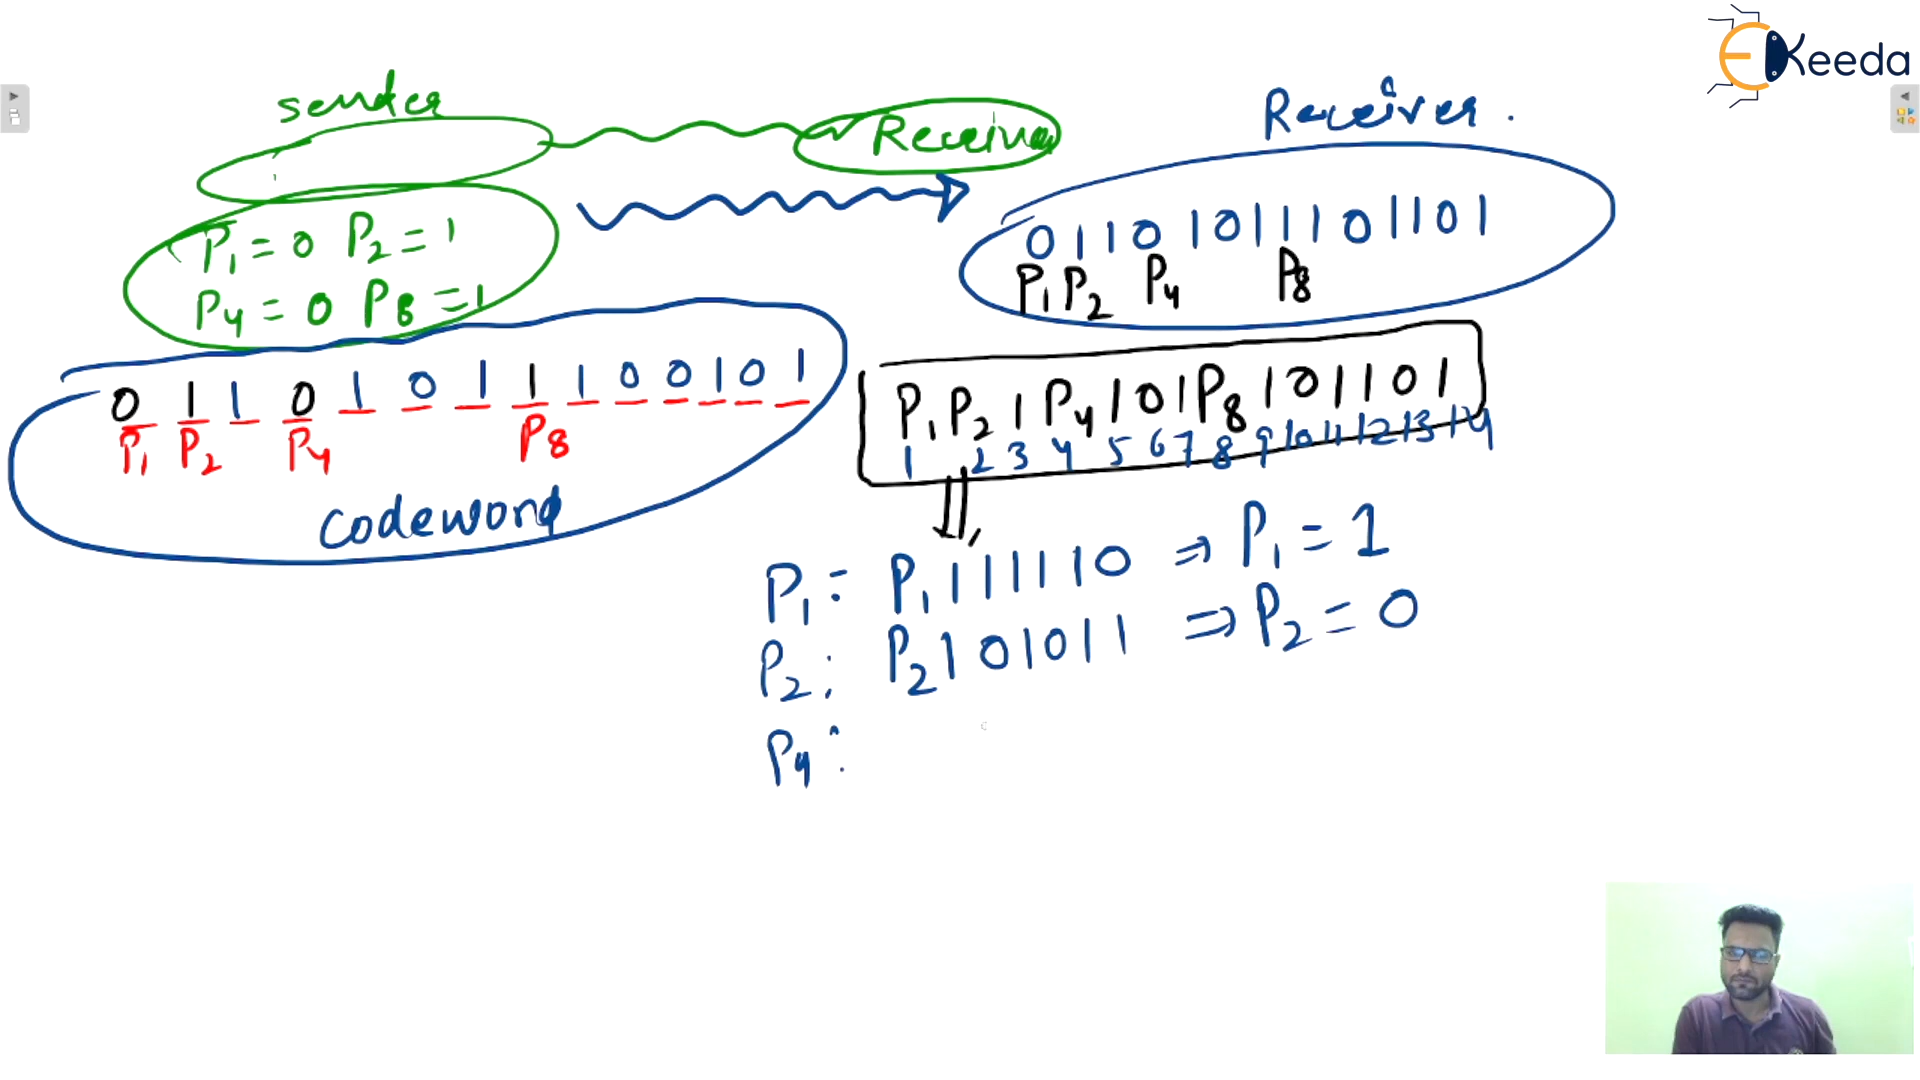 Keeda
sender
Receiver
Receiver.
P1 = 0 P2 = 1
P4 = 0 P8 = 1
0 1 1 0 1 0 1 1 1 0 0 1 0 1
P1 P2 P4 P8
codeword
0 1 1 0 1 0 1 1 1 0 1 1 0 1
P1 P2 P4 P8
P1 P2 1 P4 1 0 1 P8 1 0 1 1 0 1
1 2 3 4 5 6 7 8 9 10 11 12 13 14
P1 : P1 1 1 1 1 1 0 ⇒ P1 = 1
P2 : P2 1 0 1 0 1 1 ⇒ P2 = 0
P4 :